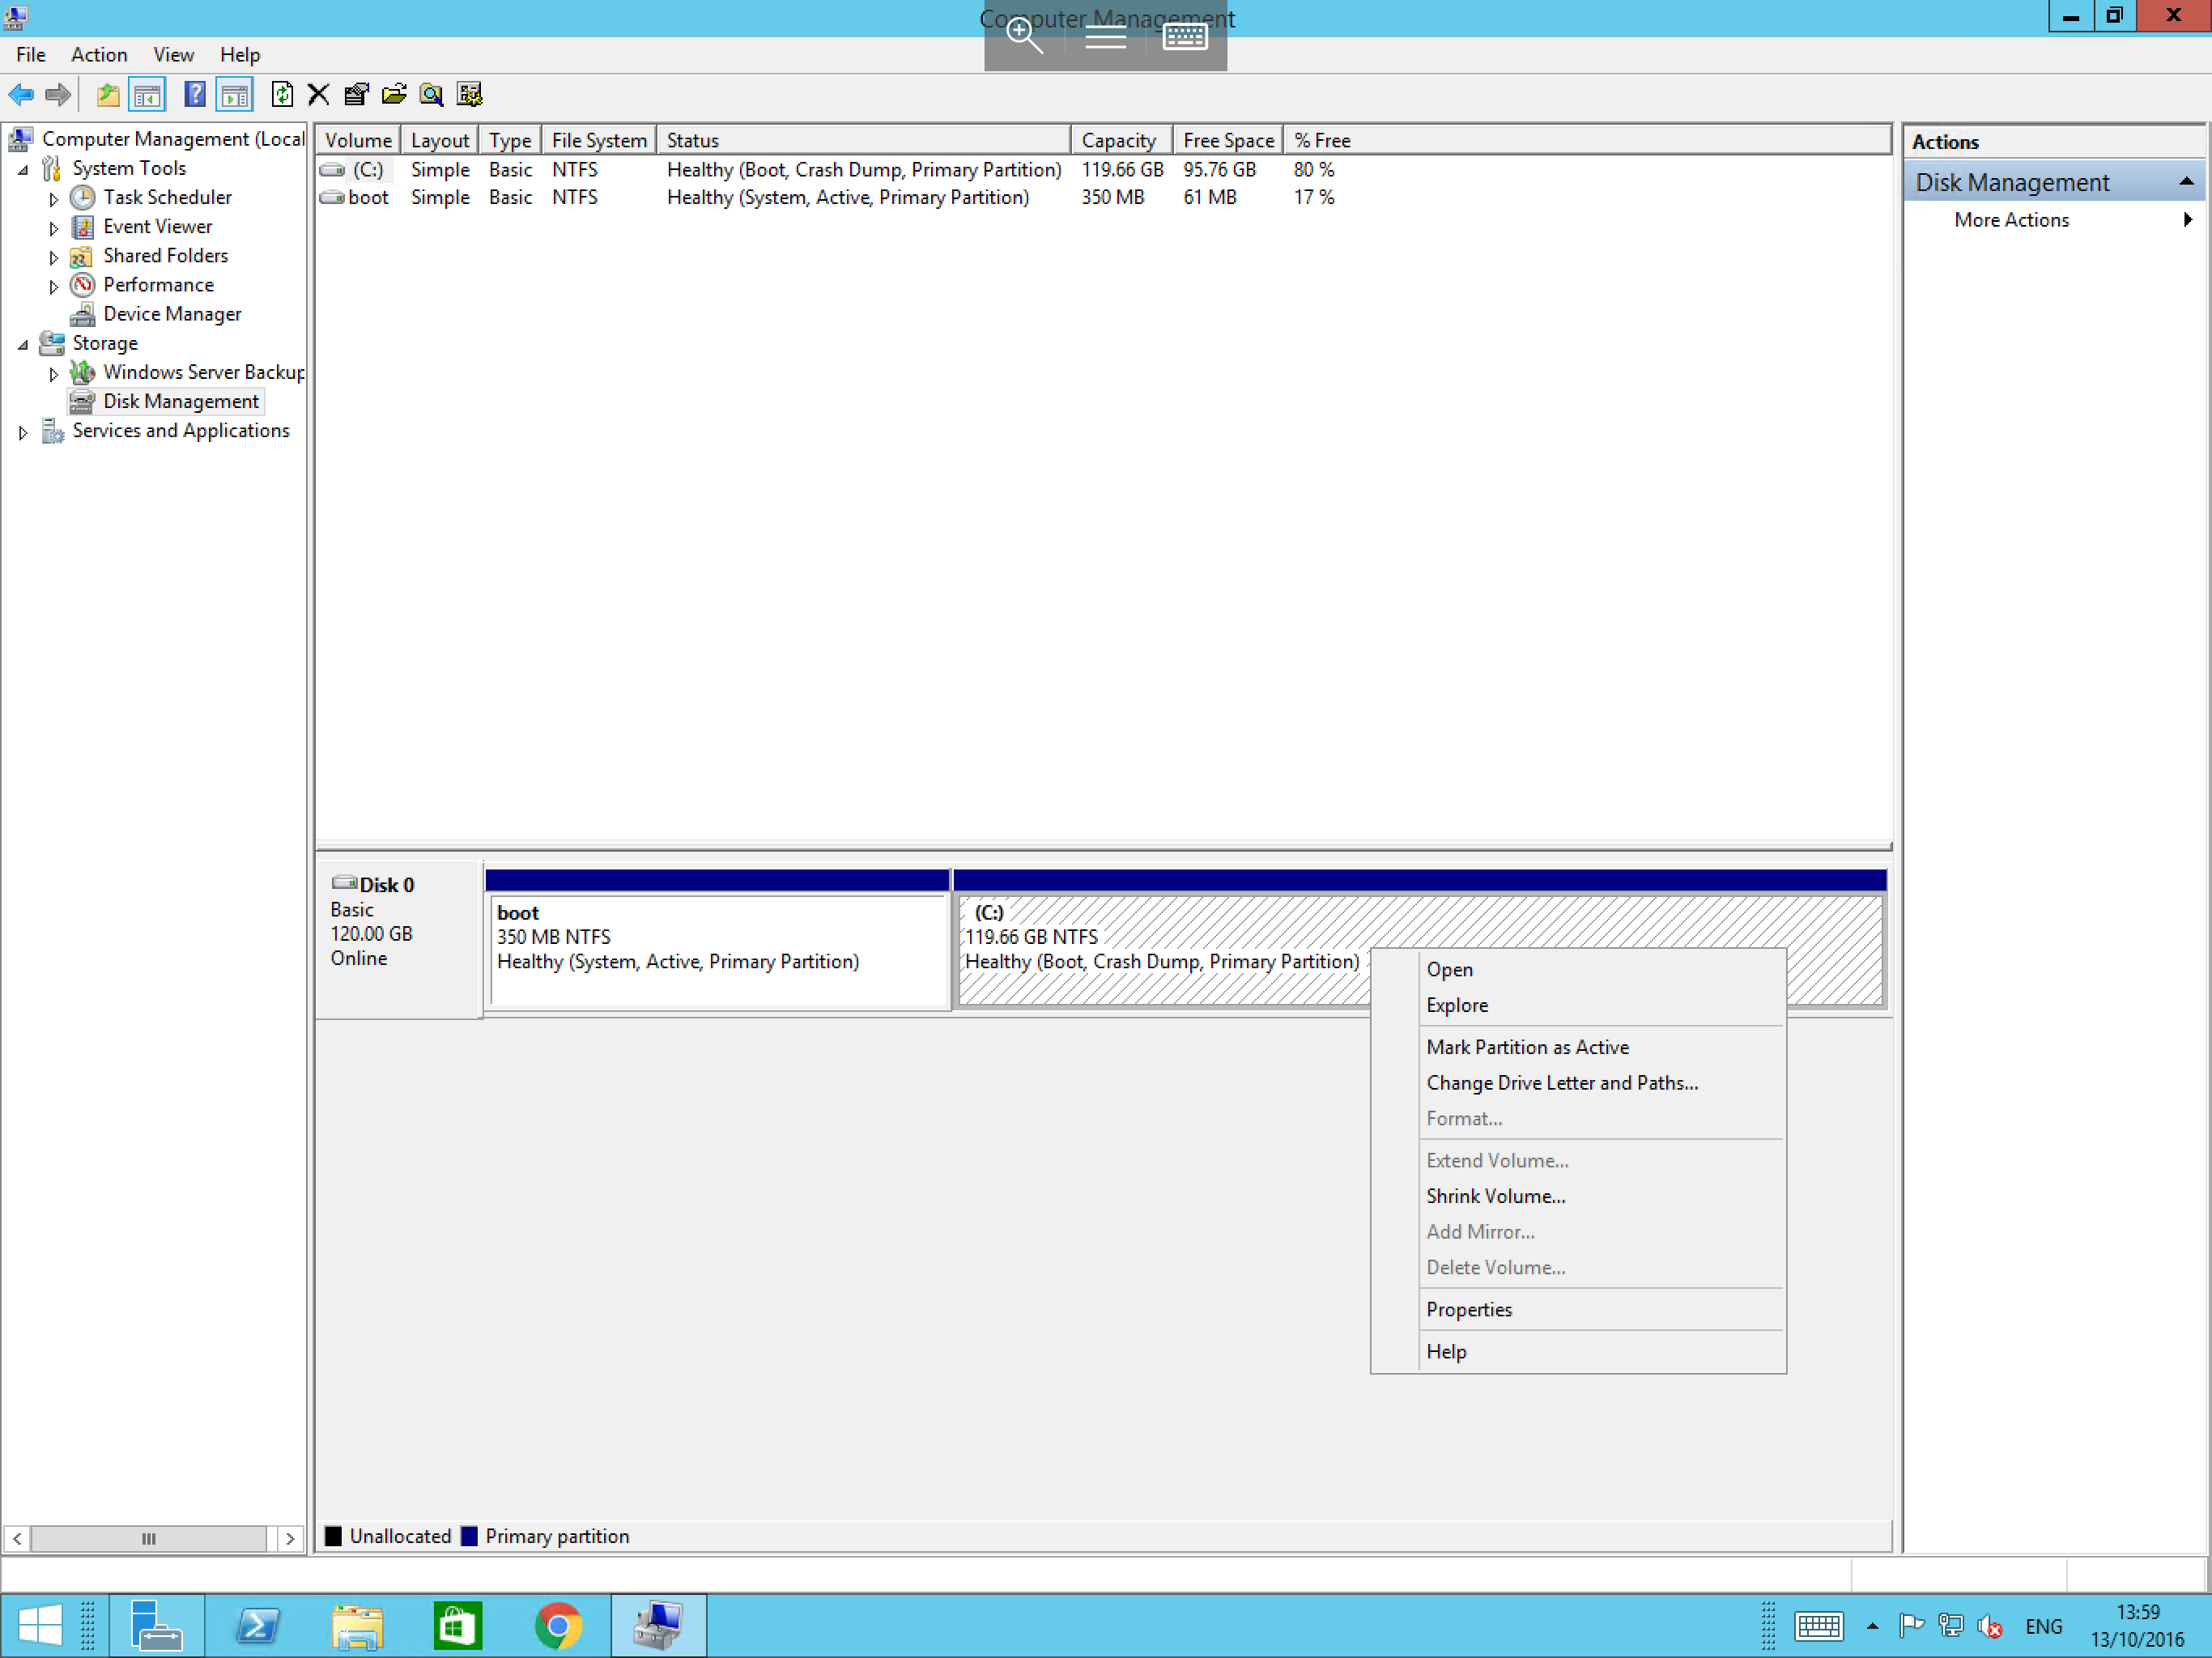 Computer Management
File Action View Help
Computer Management (Local
System Tools
Task Scheduler
Event Viewer
Shared Folders
Performance
Device Manager
Storage
Windows Server Backup
Disk Management
Services and Applications
Volume Layout Type File System Status Capacity Free Space % Free
(C:) Simple Basic NTFS Healthy (Boot, Crash Dump, Primary Partition) 119.66 GB 95.76 GB 80 %
boot Simple Basic NTFS Healthy (System, Active, Primary Partition) 350 MB 61 MB 17 %
Actions
Disk Management
More Actions
Disk 0
Basic
120.00 GB
Online
boot
350 MB NTFS
Healthy (System, Active, Primary Partition)
(C:)
119.66 GB NTFS
Healthy (Boot, Crash Dump, Primary Partition)
Open
Explore
Mark Partition as Active
Change Drive Letter and Paths...
Format...
Extend Volume...
Shrink Volume...
Add Mirror...
Delete Volume...
Properties
Help
Unallocated Primary partition
ENG
13:59
13/10/2016